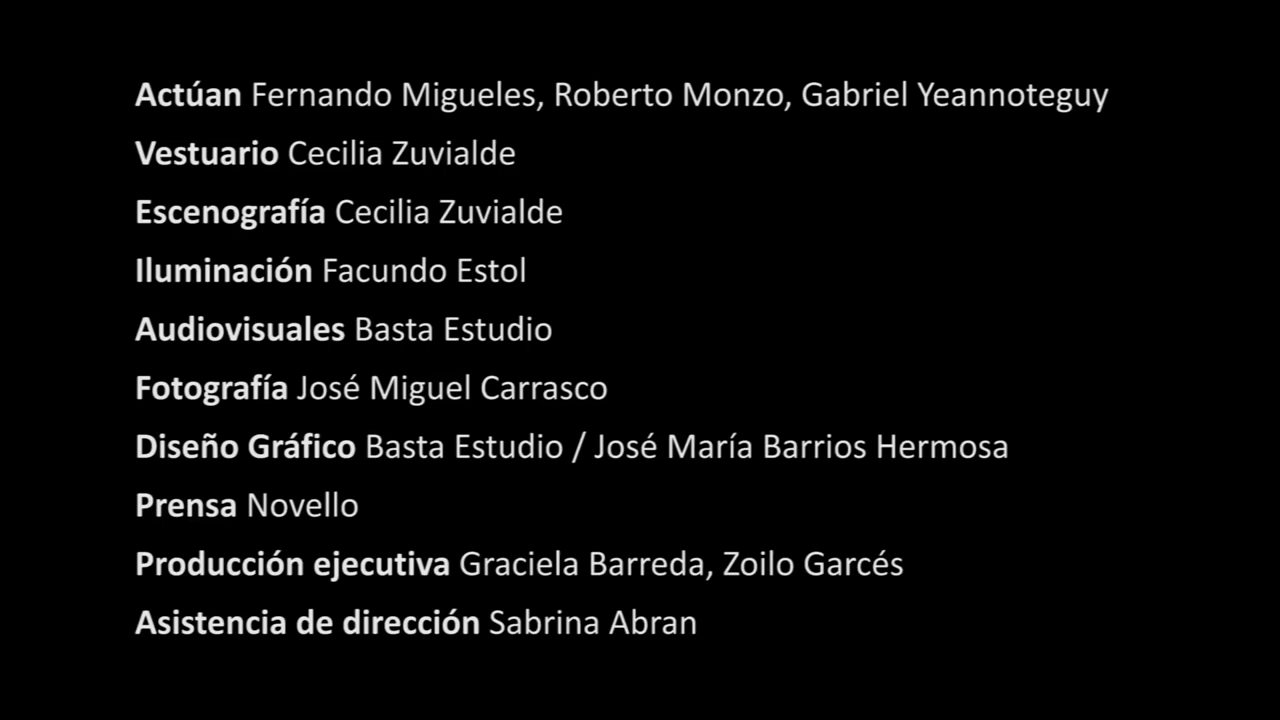 Actúan Fernando Migueles, Roberto Monzo, Gabriel Yeannoteguy
Vestuario Cecilia Zuvialde
Escenografía Cecilia Zuvialde
Iluminación Facundo Estol
Audiovisuales Basta Estudio
Fotografía José Miguel Carrasco
Diseño Gráfico Basta Estudio / José María Barrios Hermosa
Prensa Novello
Producción ejecutiva Graciela Barreda, Zoilo Garcés
Asistencia de dirección Sabrina Abran